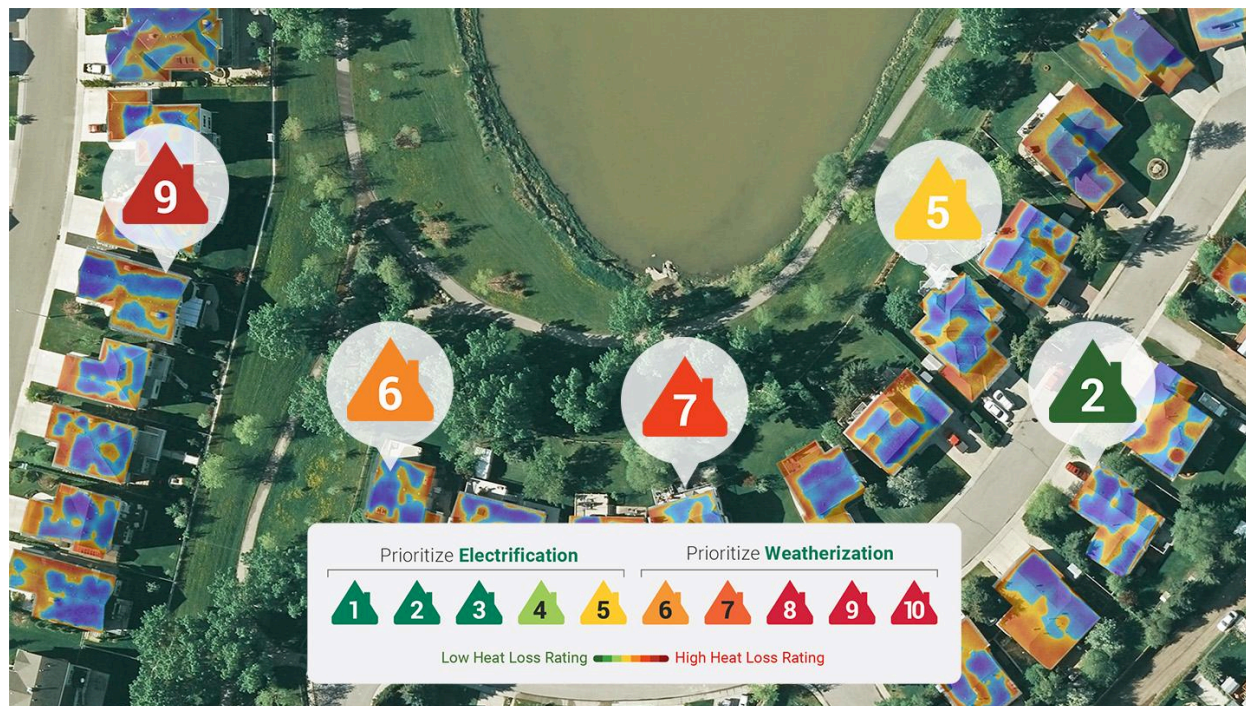 9
5
6
7
2
Prioritize Electrification
Prioritize Weatherization
1 2 3 4 5 6 7 8 9 10
Low Heat Loss Rating
High Heat Loss Rating